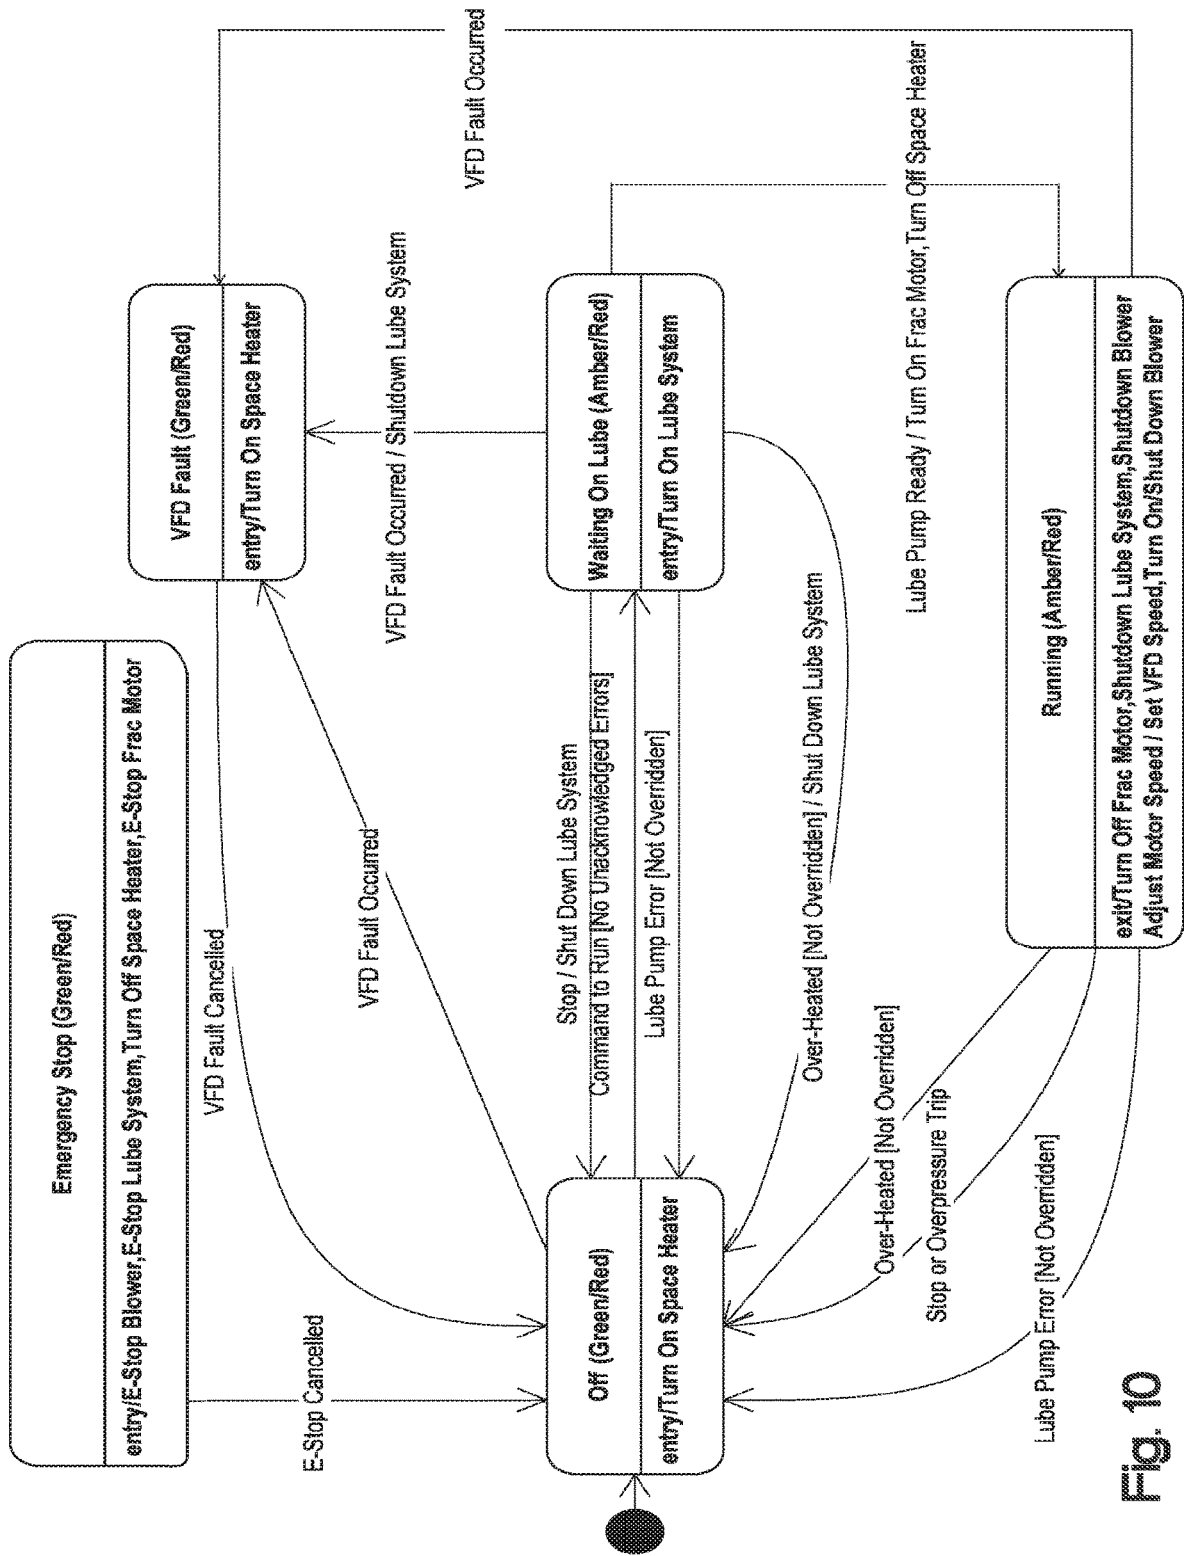 Emergency Stop (Green/Red)
entry/E-Stop Blower,E-Stop Lube System,Turn Off Space Heater,E-Stop Frac Motor
VFD Fault (Green/Red)
entry/Turn On Space Heater
VFD Fault Occurred
VFD Fault Cancelled
E-Stop Cancelled
VFD Fault Occurred
VFD Fault Occurred / Shutdown Lube System
Off (Green/Red)
entry/Turn On Space Heater
Stop / Shut Down Lube System
Command to Run [No Unacknowledged Errors]
Lube Pump Error [Not Overridden]
Waiting On Lube (Amber/Red)
entry/Turn On Lube System
Over-Heated [Not Overridden] / Shut Down Lube System
Lube Pump Ready / Turn On Frac Motor,Turn Off Space Heater
Over-Heated [Not Overridden]
Stop or Overpressure Trip
Lube Pump Error [Not Overridden]
Running (Amber/Red)
exit/Turn Off Frac Motor,Shutdown Lube System,Shutdown Blower
Adjust Motor Speed / Set VFD Speed,Turn On/Shut Down Blower
Fig. 10